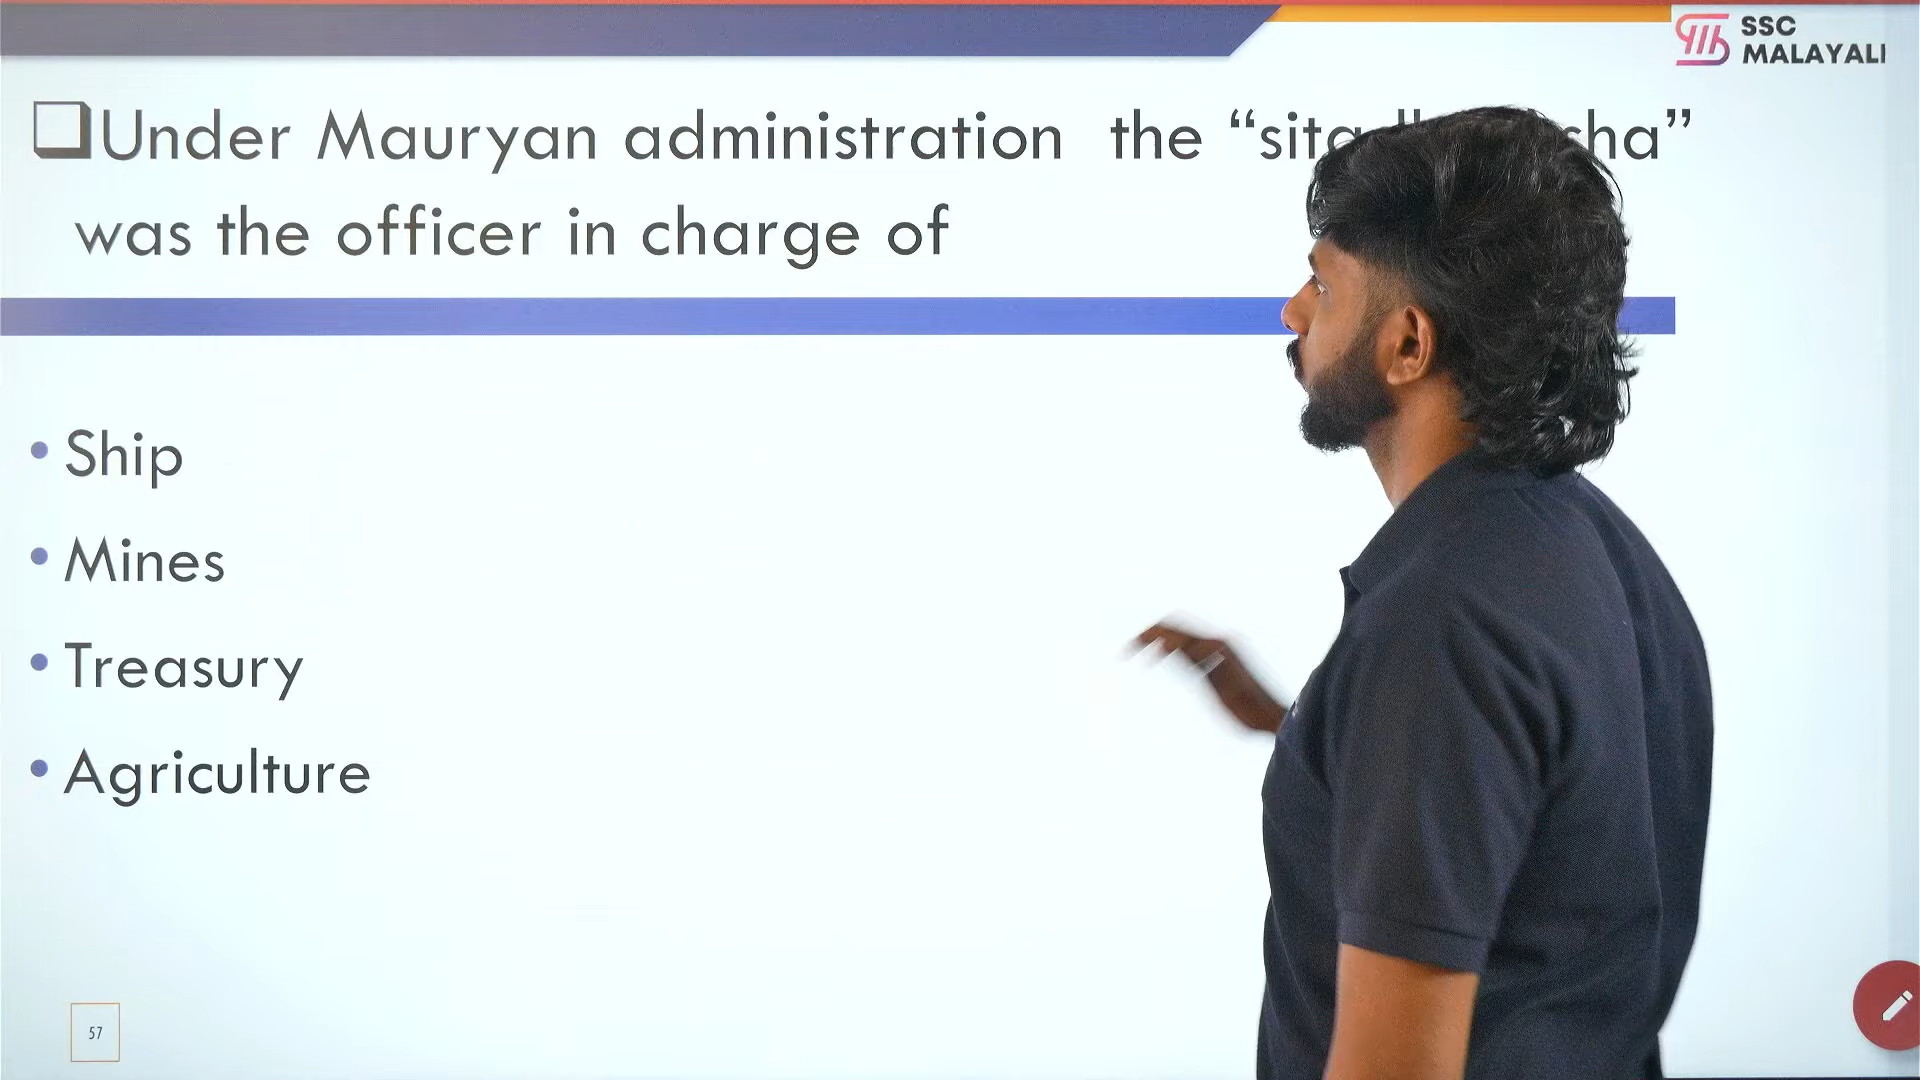 SSC
MALAYALI
Under Mauryan administration the
was the officer in charge of
• Ship
• Mines
• Treasury
• Agriculture
57